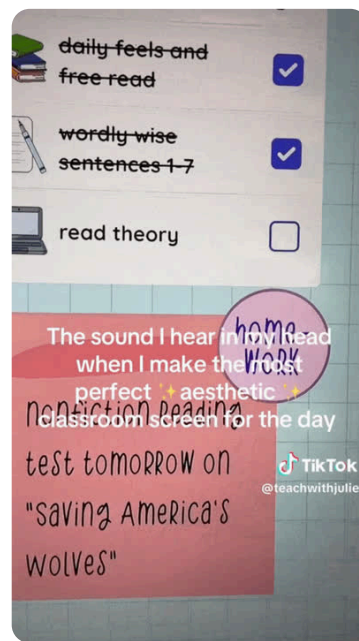 daily feels and
free read
wordly wise
sentences 1-7
read theory
home-
work
The sound I hear in my head
when I make the most
perfect ✨aesthetic ✨
classroom screen for the day
nonfiction reading
test tomorrow on
"saving America's
wolves"
TikTok
@teachwithjulie